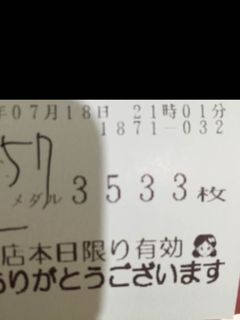 年07月18日 21時01分
1871-032
57
メダル 3533枚
店本日限り有効
ありがとうございます